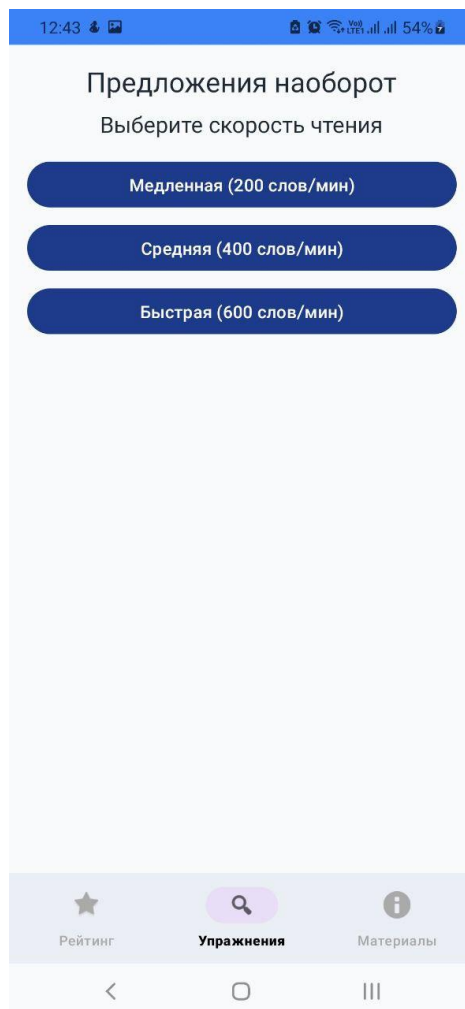 12:43 54%
Предложения наоборот
Выберите скорость чтения
Медленная (200 слов/мин)
Средняя (400 слов/мин)
Быстрая (600 слов/мин)
Рейтинг Упражнения Материалы